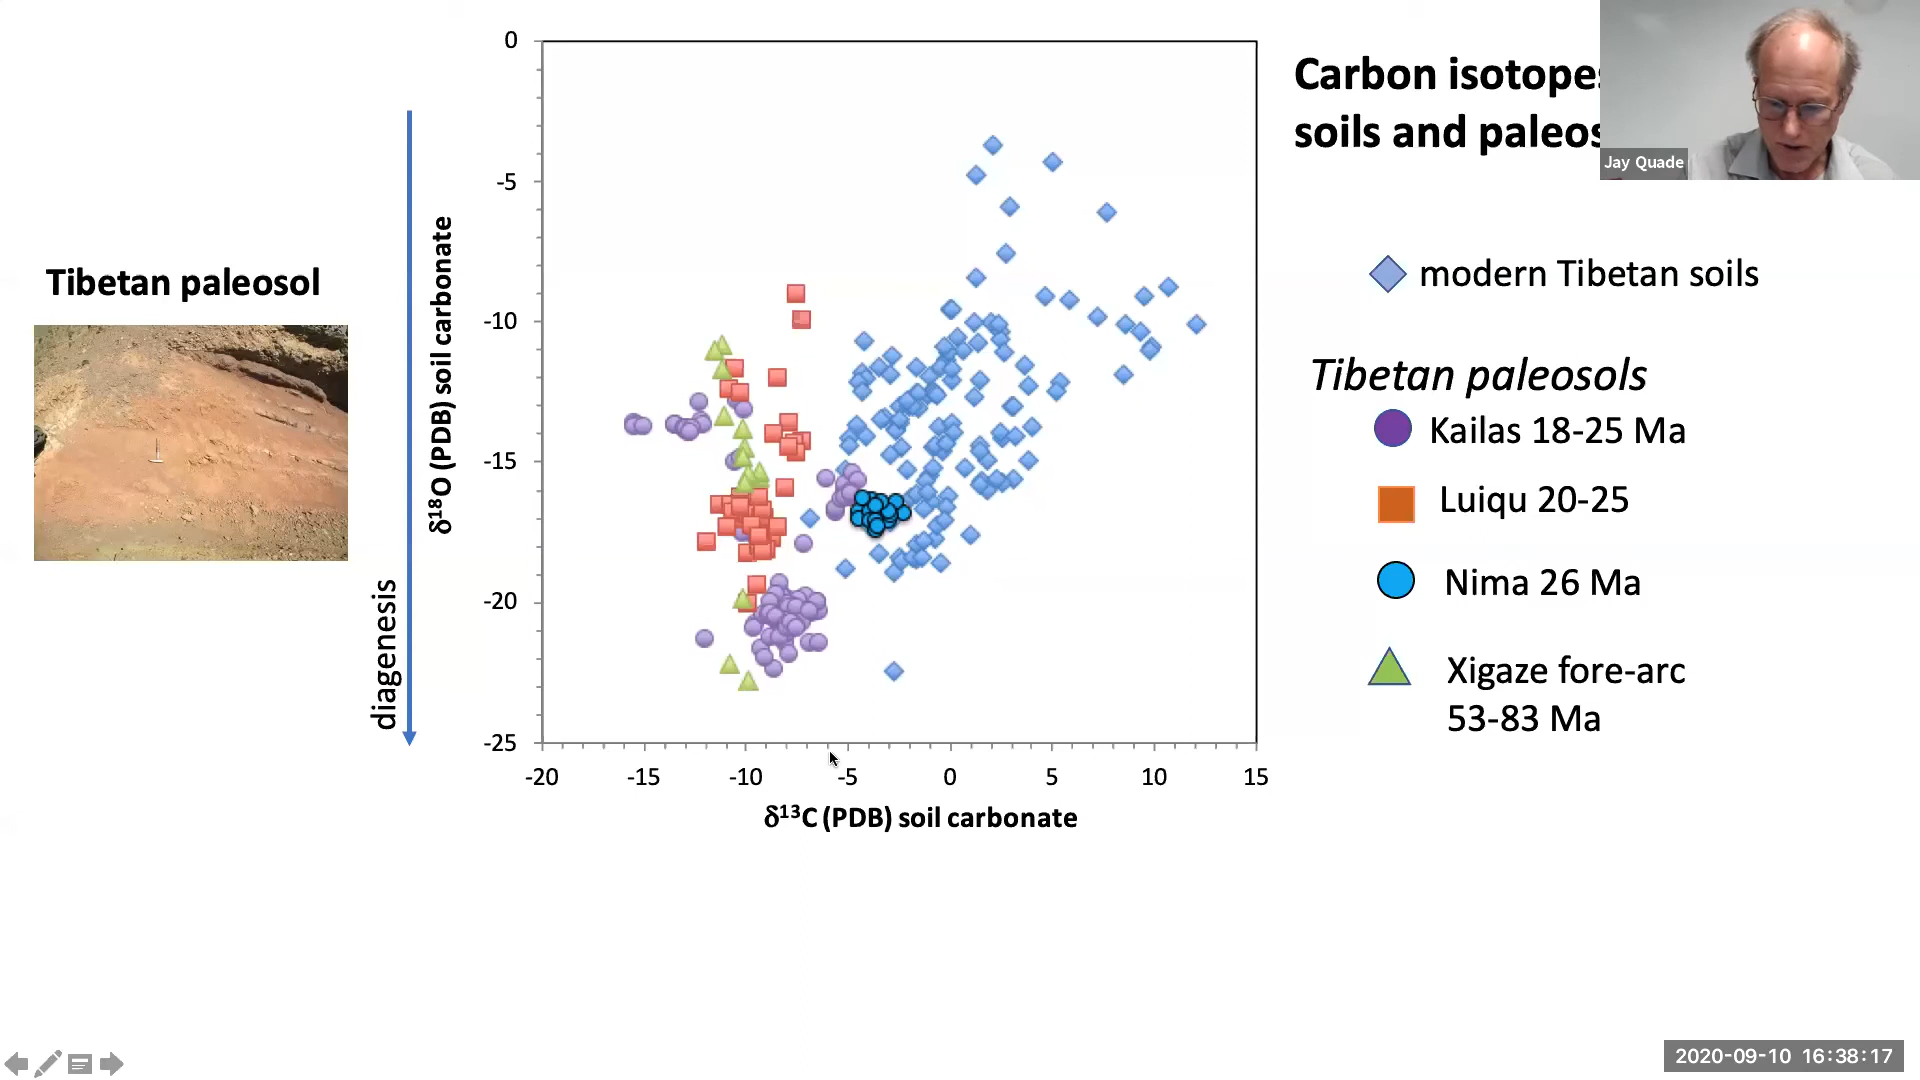 Carbon isotopes
soils and paleos
Jay Quade
Tibetan paleosol
diagenesis
δ18O (PDB) soil carbonate
0
-5
-10
-15
-20
-25
-20 -15 -10 -5 0 5 10 15
δ13C (PDB) soil carbonate
modern Tibetan soils
Tibetan paleosols
Kailas 18-25 Ma
Luiqu 20-25
Nima 26 Ma
Xigaze fore-arc
53-83 Ma
2020-09-10 16:38:17